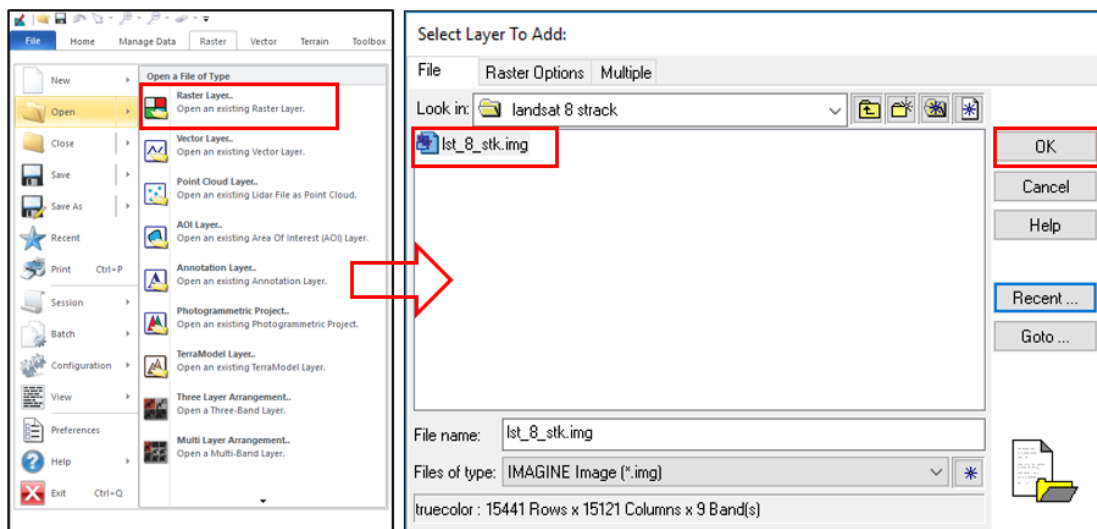 File Home Manage Data Raster Vector Terrain Toolbox
New
Open
Close
Save
Save As
Recent
Print Ctrl+P
Session
Batch
Configuration
View
Preferences
Help
Exit Ctrl+Q
Open a File of Type
Raster Layer..
Open an existing Raster Layer.
Vector Layer..
Open an existing Vector Layer.
Point Cloud Layer..
Open an existing Lidar File as Point Cloud.
AOI Layer..
Open an existing Area Of Interest (AOI) Layer.
Annotation Layer..
Open an existing Annotation Layer.
Photogrammetric Project..
Open an existing Photogrammetric Project.
TerraModel Layer..
Open an existing TerraModel Layer.
Three Layer Arrangement..
Open a Three-Band Layer.
Multi Layer Arrangement..
Open a Multi-Band Layer.
Select Layer To Add:
File Raster Options Multiple
Look in: landsat 8 strack
lst_8_stk.img
OK
Cancel
Help
Recent ...
Goto ...
File name: lst_8_stk.img
Files of type: IMAGINE Image (*.img)
truecolor : 15441 Rows x 15121 Columns x 9 Band(s)